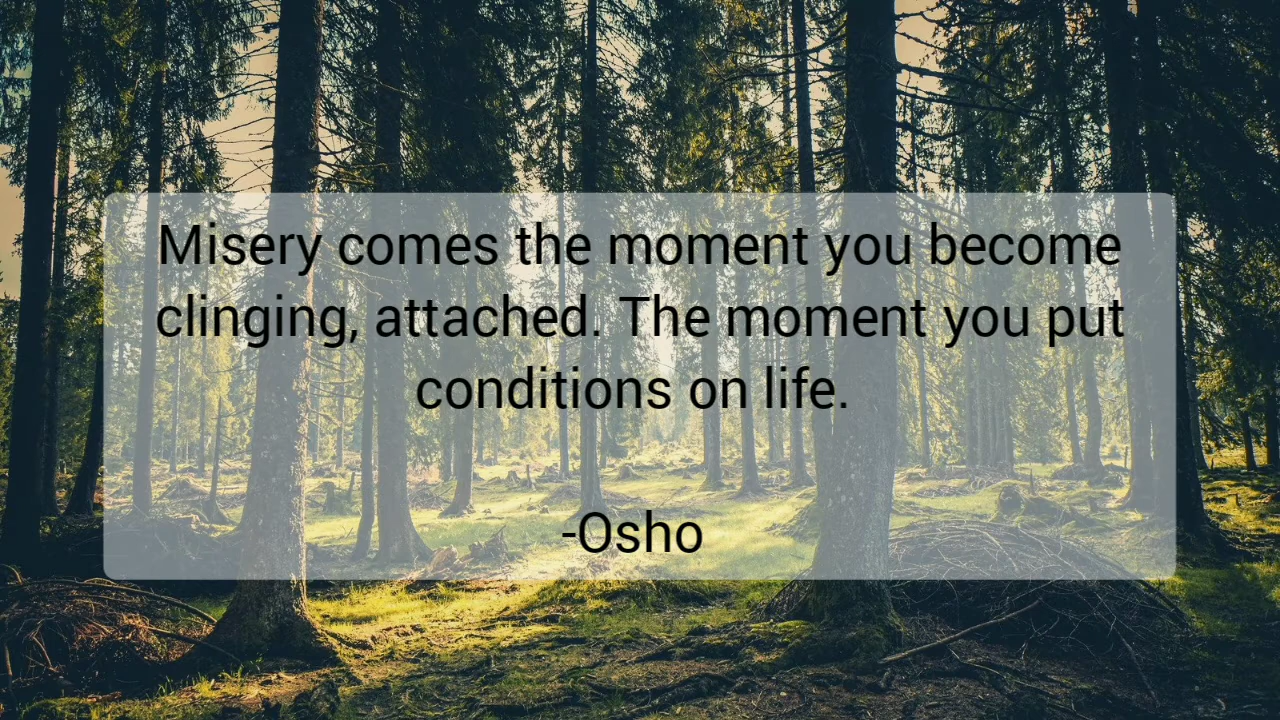 Misery comes the moment you become
clinging, attached. The moment you put
conditions on life.
-Osho